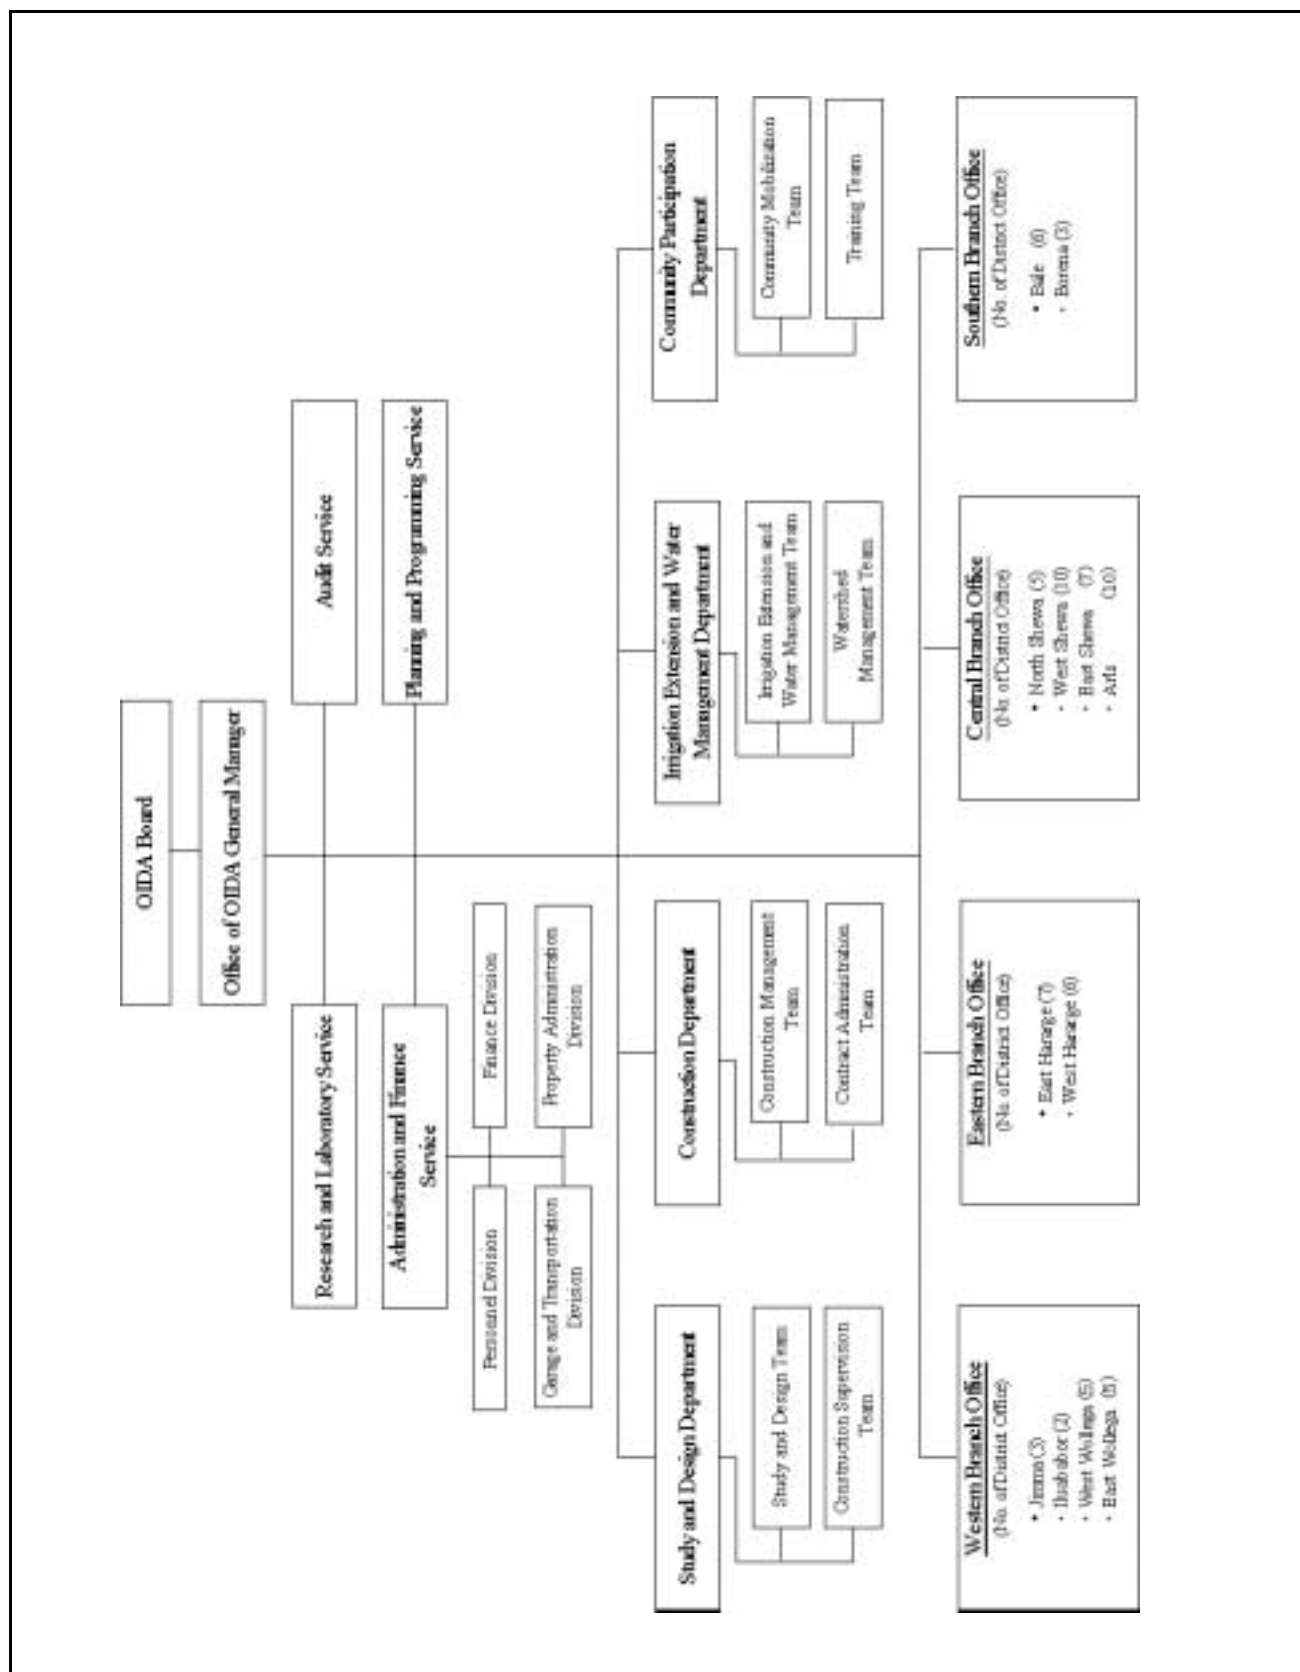 OIDA Board
Office of OIDA General Manager
Research and Laboratory Service
Audit Service
Administration and Finance
Service
Planning and Programming Service
Personnel Division
Finance Division
Garage and Transportation
Division
Property Administration
Division
Study and Design Department
Study and Design Team
Construction Supervision
Team
Construction Department
Construction Management
Team
Contract Administration
Team
Irrigation Extension and Water
Management Department
Irrigation Extension and
Water Management Team
Watershed
Management Team
Community Participation
Department
Community Mobilization
Team
Training Team
Western Branch Office
(No. of District Office)
• Jimma (3)
• Iluababor (2)
• West Wollega (5)
• East Wollega
Eastern Branch Office
(No. of District Office)
• East Hararge (7)
• West Hararge (6)
Central Branch Office
(No. of District Office)
• North Shewa (5)
• West Shewa (10)
• East Shewa (7)
• (10)
Southern Branch Office
(No. of District Office)
• Bale (6)
• Borena (3)